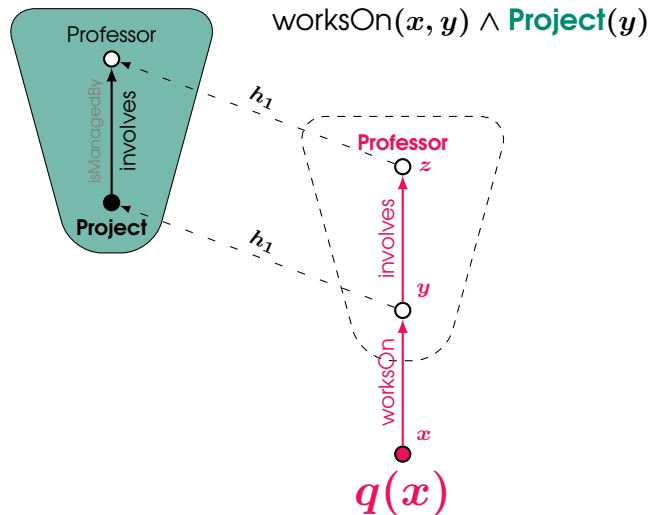 worksOn(x, y) ∧ Project(y)
Professor
IsManagedBy
involves
Project
h₁
h₁
Professor
z
involves
y
worksOn
x
q(x)